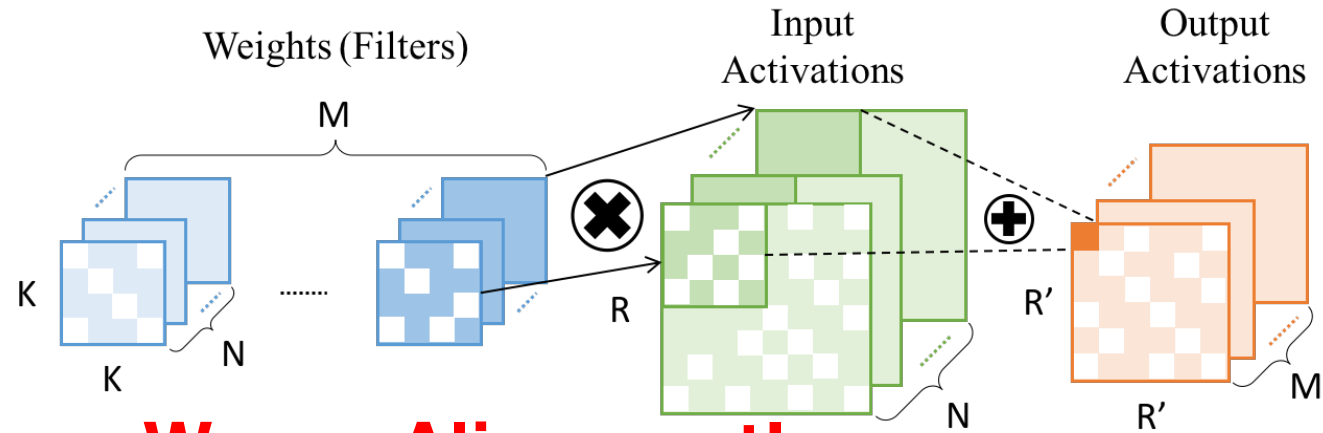 Weights (Filters)
Input
Activations
Output
Activations
M
K
K
N
........
R
N
R’
R’
M